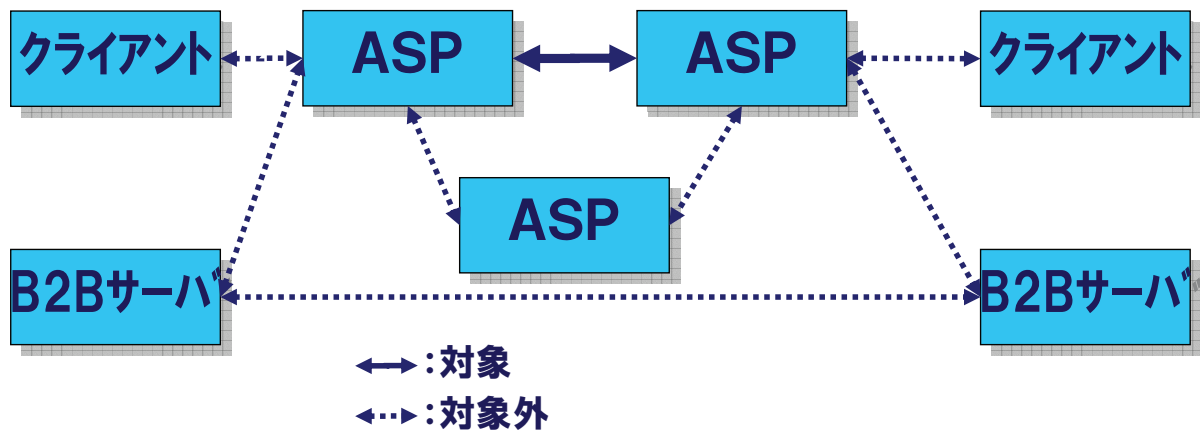 クライアント
ASP
ASP
クライアント
ASP
B2Bサーバ
B2Bサーバ
：対象
：対象外